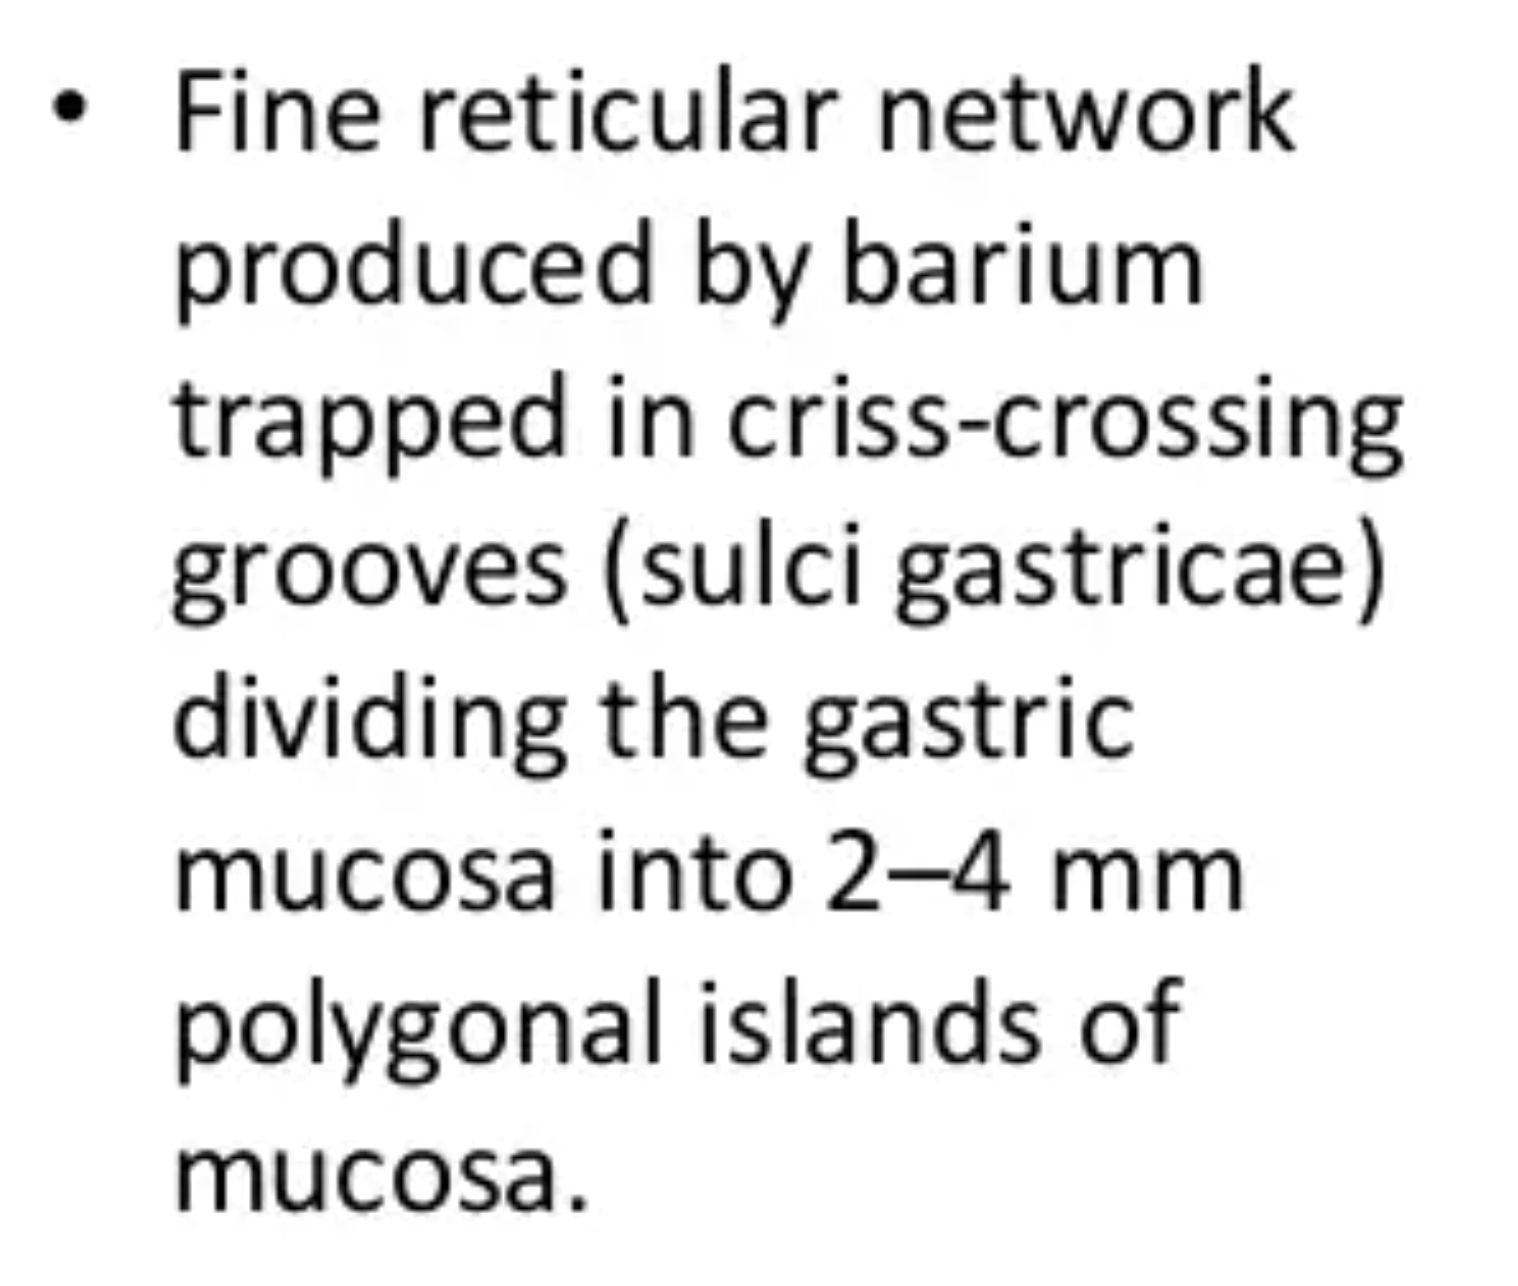 • Fine reticular network
produced by barium
trapped in criss-crossing
grooves (sulci gastricae)
dividing the gastric
mucosa into 2–4 mm
polygonal islands of
mucosa.